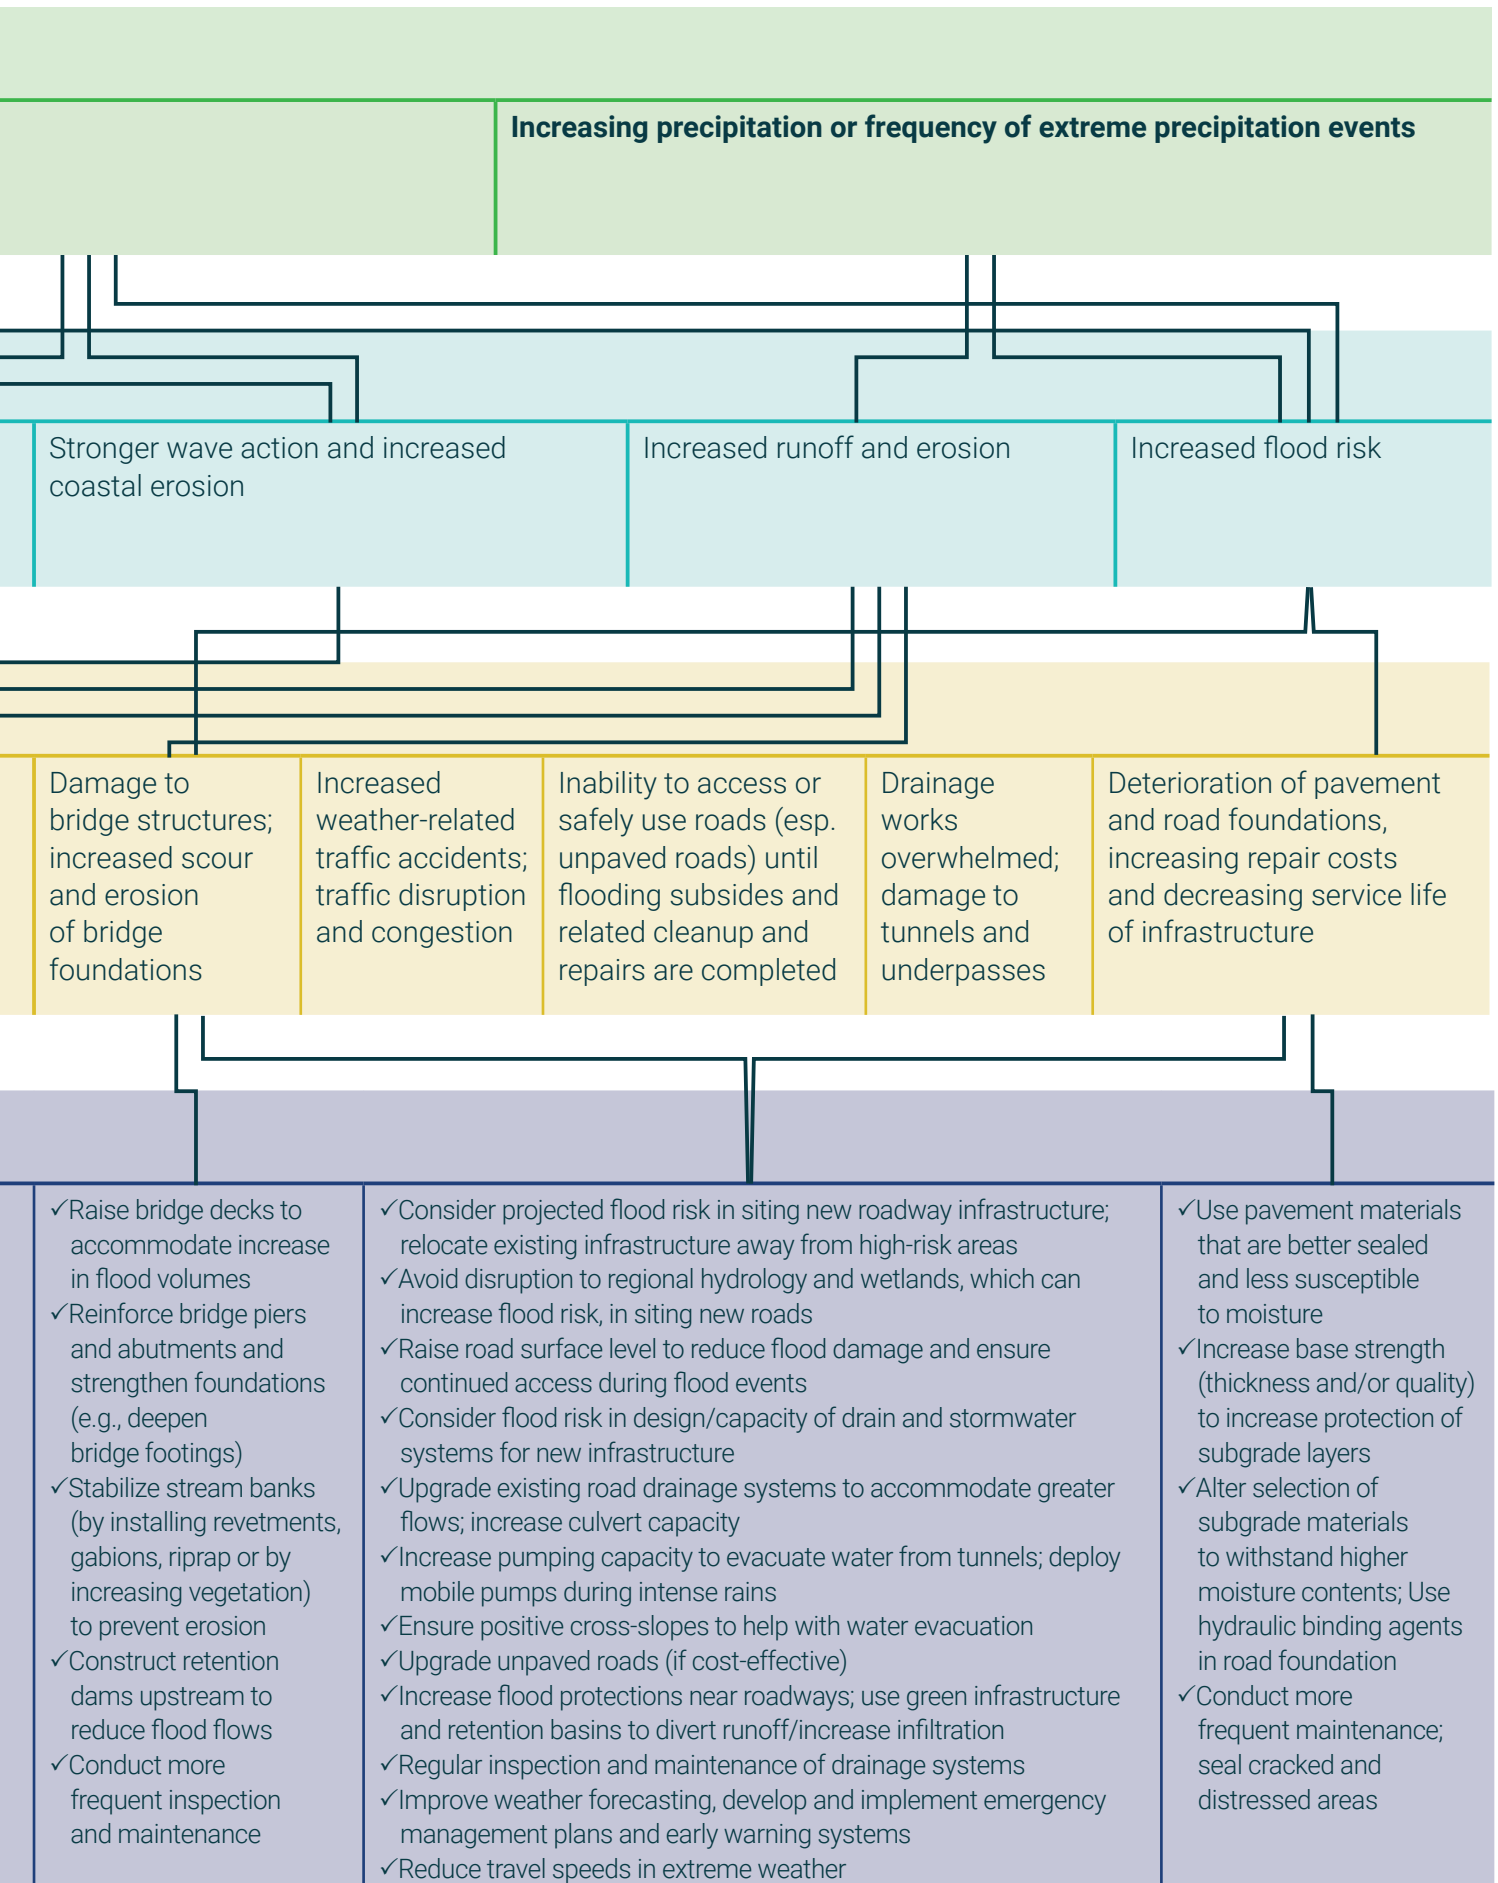 Increasing precipitation or frequency of extreme precipitation events
Stronger wave action and increased
coastal erosion
Increased runoff and erosion
Increased flood risk
Damage to
bridge structures;
increased scour
and erosion
of bridge
foundations
Increased
weather-related
traffic accidents;
traffic disruption
and congestion
Inability to access or
safely use roads (esp.
unpaved roads) until
flooding subsides and
related cleanup and
repairs are completed
Drainage
works
overwhelmed;
damage to
tunnels and
underpasses
Deterioration of pavement
and road foundations,
increasing repair costs
and decreasing service life
of infrastructure
✓Raise bridge decks to
accommodate increase
in flood volumes
✓Reinforce bridge piers
and abutments and
strengthen foundations
(e.g., deepen
bridge footings)
✓Stabilize stream banks
(by installing revetments,
gabions, riprap or by
increasing vegetation)
to prevent erosion
✓Construct retention
dams upstream to
reduce flood flows
✓Conduct more
frequent inspection
and maintenance
✓Consider projected flood risk in siting new roadway infrastructure;
relocate existing infrastructure away from high-risk areas
✓Avoid disruption to regional hydrology and wetlands, which can
increase flood risk, in siting new roads
✓Raise road surface level to reduce flood damage and ensure
continued access during flood events
✓Consider flood risk in design/capacity of drain and stormwater
systems for new infrastructure
✓Upgrade existing road drainage systems to accommodate greater
flows; increase culvert capacity
✓Increase pumping capacity to evacuate water from tunnels; deploy
mobile pumps during intense rains
✓Ensure positive cross-slopes to help with water evacuation
✓Upgrade unpaved roads (if cost-effective)
✓Increase flood protections near roadways; use green infrastructure
and retention basins to divert runoff/increase infiltration
✓Regular inspection and maintenance of drainage systems
✓Improve weather forecasting, develop and implement emergency
management plans and early warning systems
✓Reduce travel speeds in extreme weather
✓Use pavement materials
that are better sealed
and less susceptible
to moisture
✓Increase base strength
(thickness and/or quality)
to increase protection of
subgrade layers
✓Alter selection of
subgrade materials
to withstand higher
moisture contents; Use
hydraulic binding agents
in road foundation
✓Conduct more
frequent maintenance;
seal cracked and
distressed areas